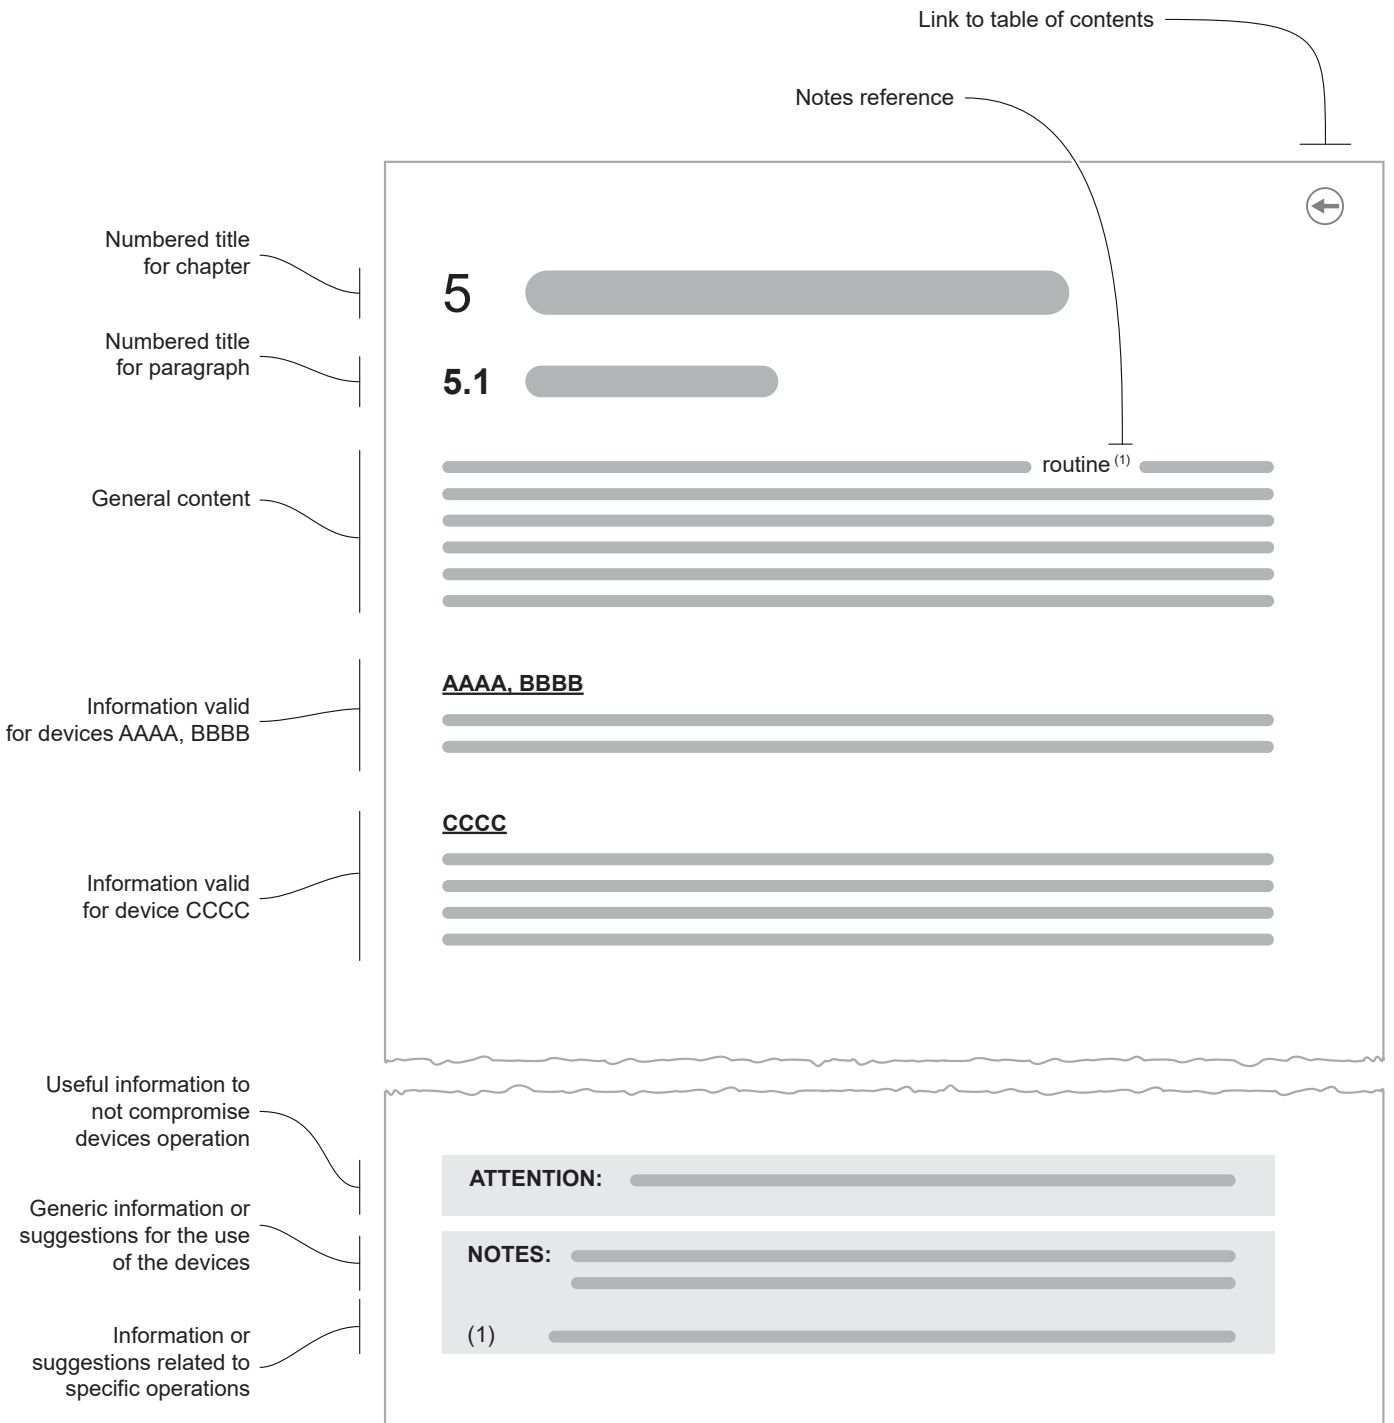 Link to table of contents
Notes reference
Numbered title
for chapter
5
Numbered title
for paragraph
5.1
routine (1)
General content
AAAA, BBBB
Information valid
for devices AAAA, BBBB
CCCC
Information valid
for device CCCC
Useful information to
not compromise
devices operation
ATTENTION:
Generic information or
suggestions for the use
of the devices
NOTES:
(1)
Information or
suggestions related to
specific operations